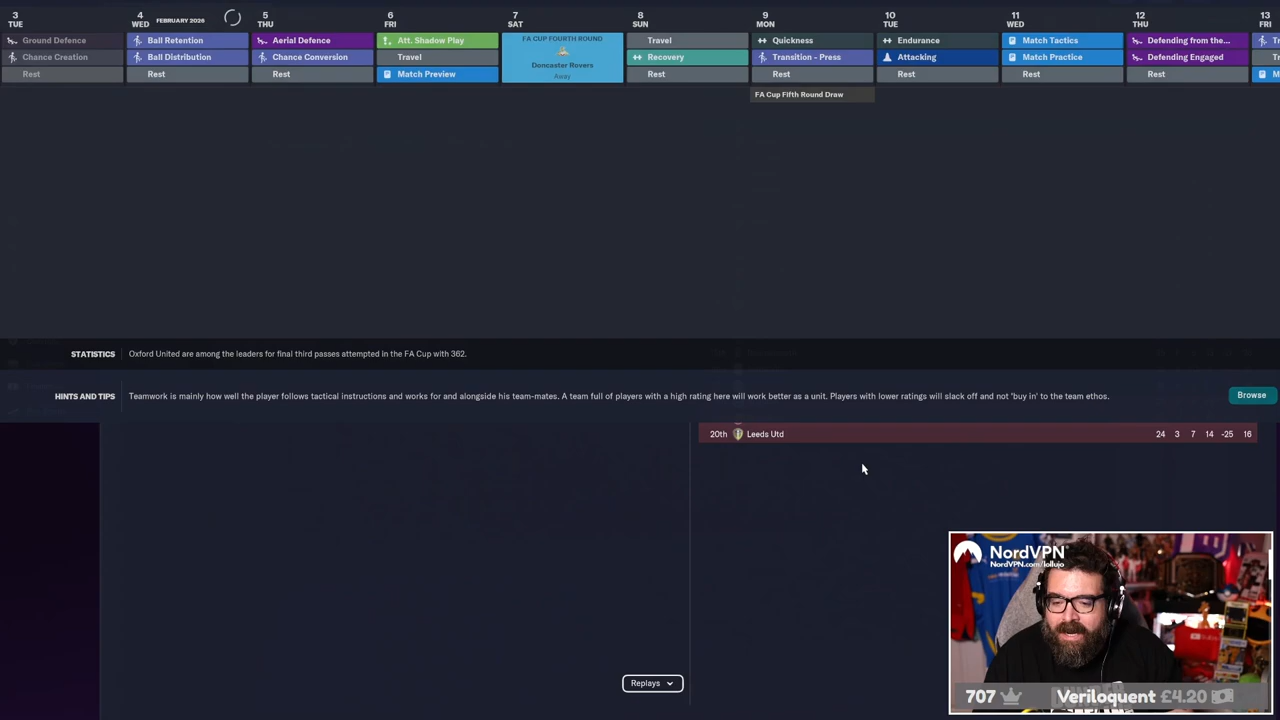 3
TUE
Ground Defence
Chance Creation
Rest
4
WED
FEBRUARY 2026
Ball Retention
Ball Distribution
Rest
5
THU
Aerial Defence
Chance Conversion
Rest
6
FRI
Att. Shadow Play
Travel
Match Preview
7
SAT
FA CUP FOURTH ROUND
Doncaster Rovers
Away
8
SUN
Travel
Recovery
Rest
9
MON
Quickness
Transition - Press
Rest
FA Cup Fifth Round Draw
10
TUE
Endurance
Attacking
Rest
11
WED
Match Tactics
Match Practice
Rest
12
THU
Defending from the...
Defending Engaged
Rest
13
FRI
STATISTICS Oxford United are among the leaders for final third passes attempted in the FA Cup with 362.
HINTS AND TIPS Teamwork is mainly how well the player follows tactical instructions and works for and alongside his team-mates. A team full of players with a high rating here will work better as a unit. Players with lower ratings will slack off and not 'buy in' to the team ethos.
Browse
20th Leeds Utd 24 3 7 14 -25 16
Replays
NordVPN
NordVPN.com/lollujo
707 Veriloquent £4.20